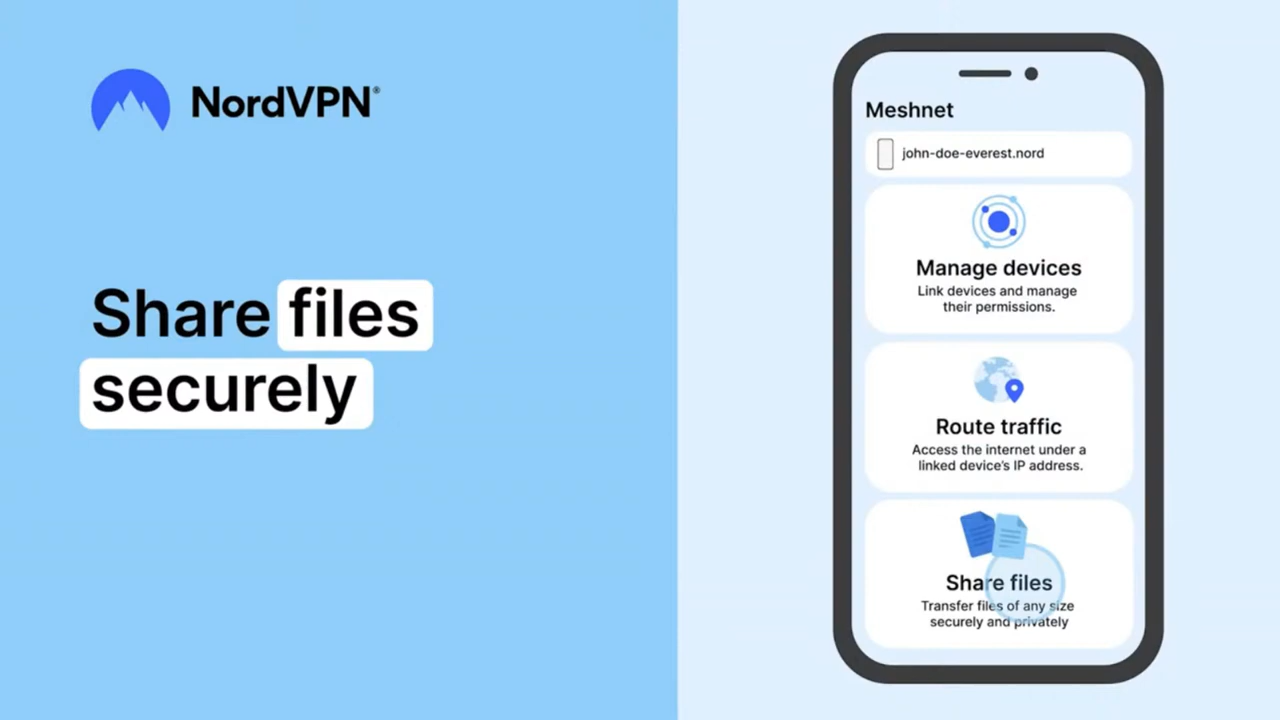 NordVPN®
Share files
securely
Meshnet
john-doe-everest.nord
Manage devices
Link devices and manage
their permissions.
Route traffic
Access the internet under a
linked device's IP address.
Share files
Transfer files of any size
securely and privately